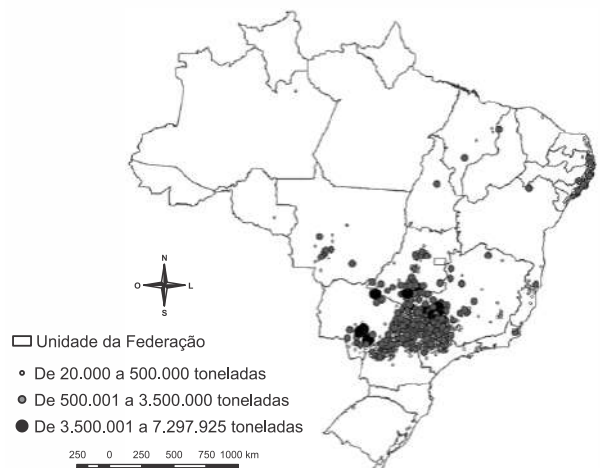 N
O L
S
Unidade da Federação
De 20.000 a 500.000 toneladas
De 500.001 a 3.500.000 toneladas
De 3.500.001 a 7.297.925 toneladas
250 0 250 500 750 1000 km